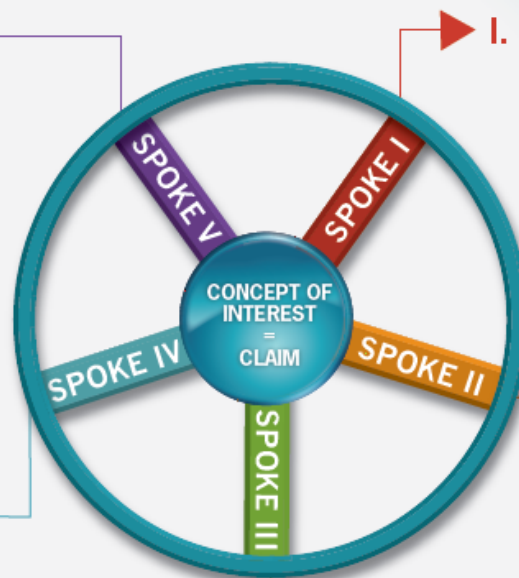 I.
SPOKE I
SPOKE V
CONCEPT OF
INTEREST
=
CLAIM
SPOKE II
SPOKE IV
SPOKE III